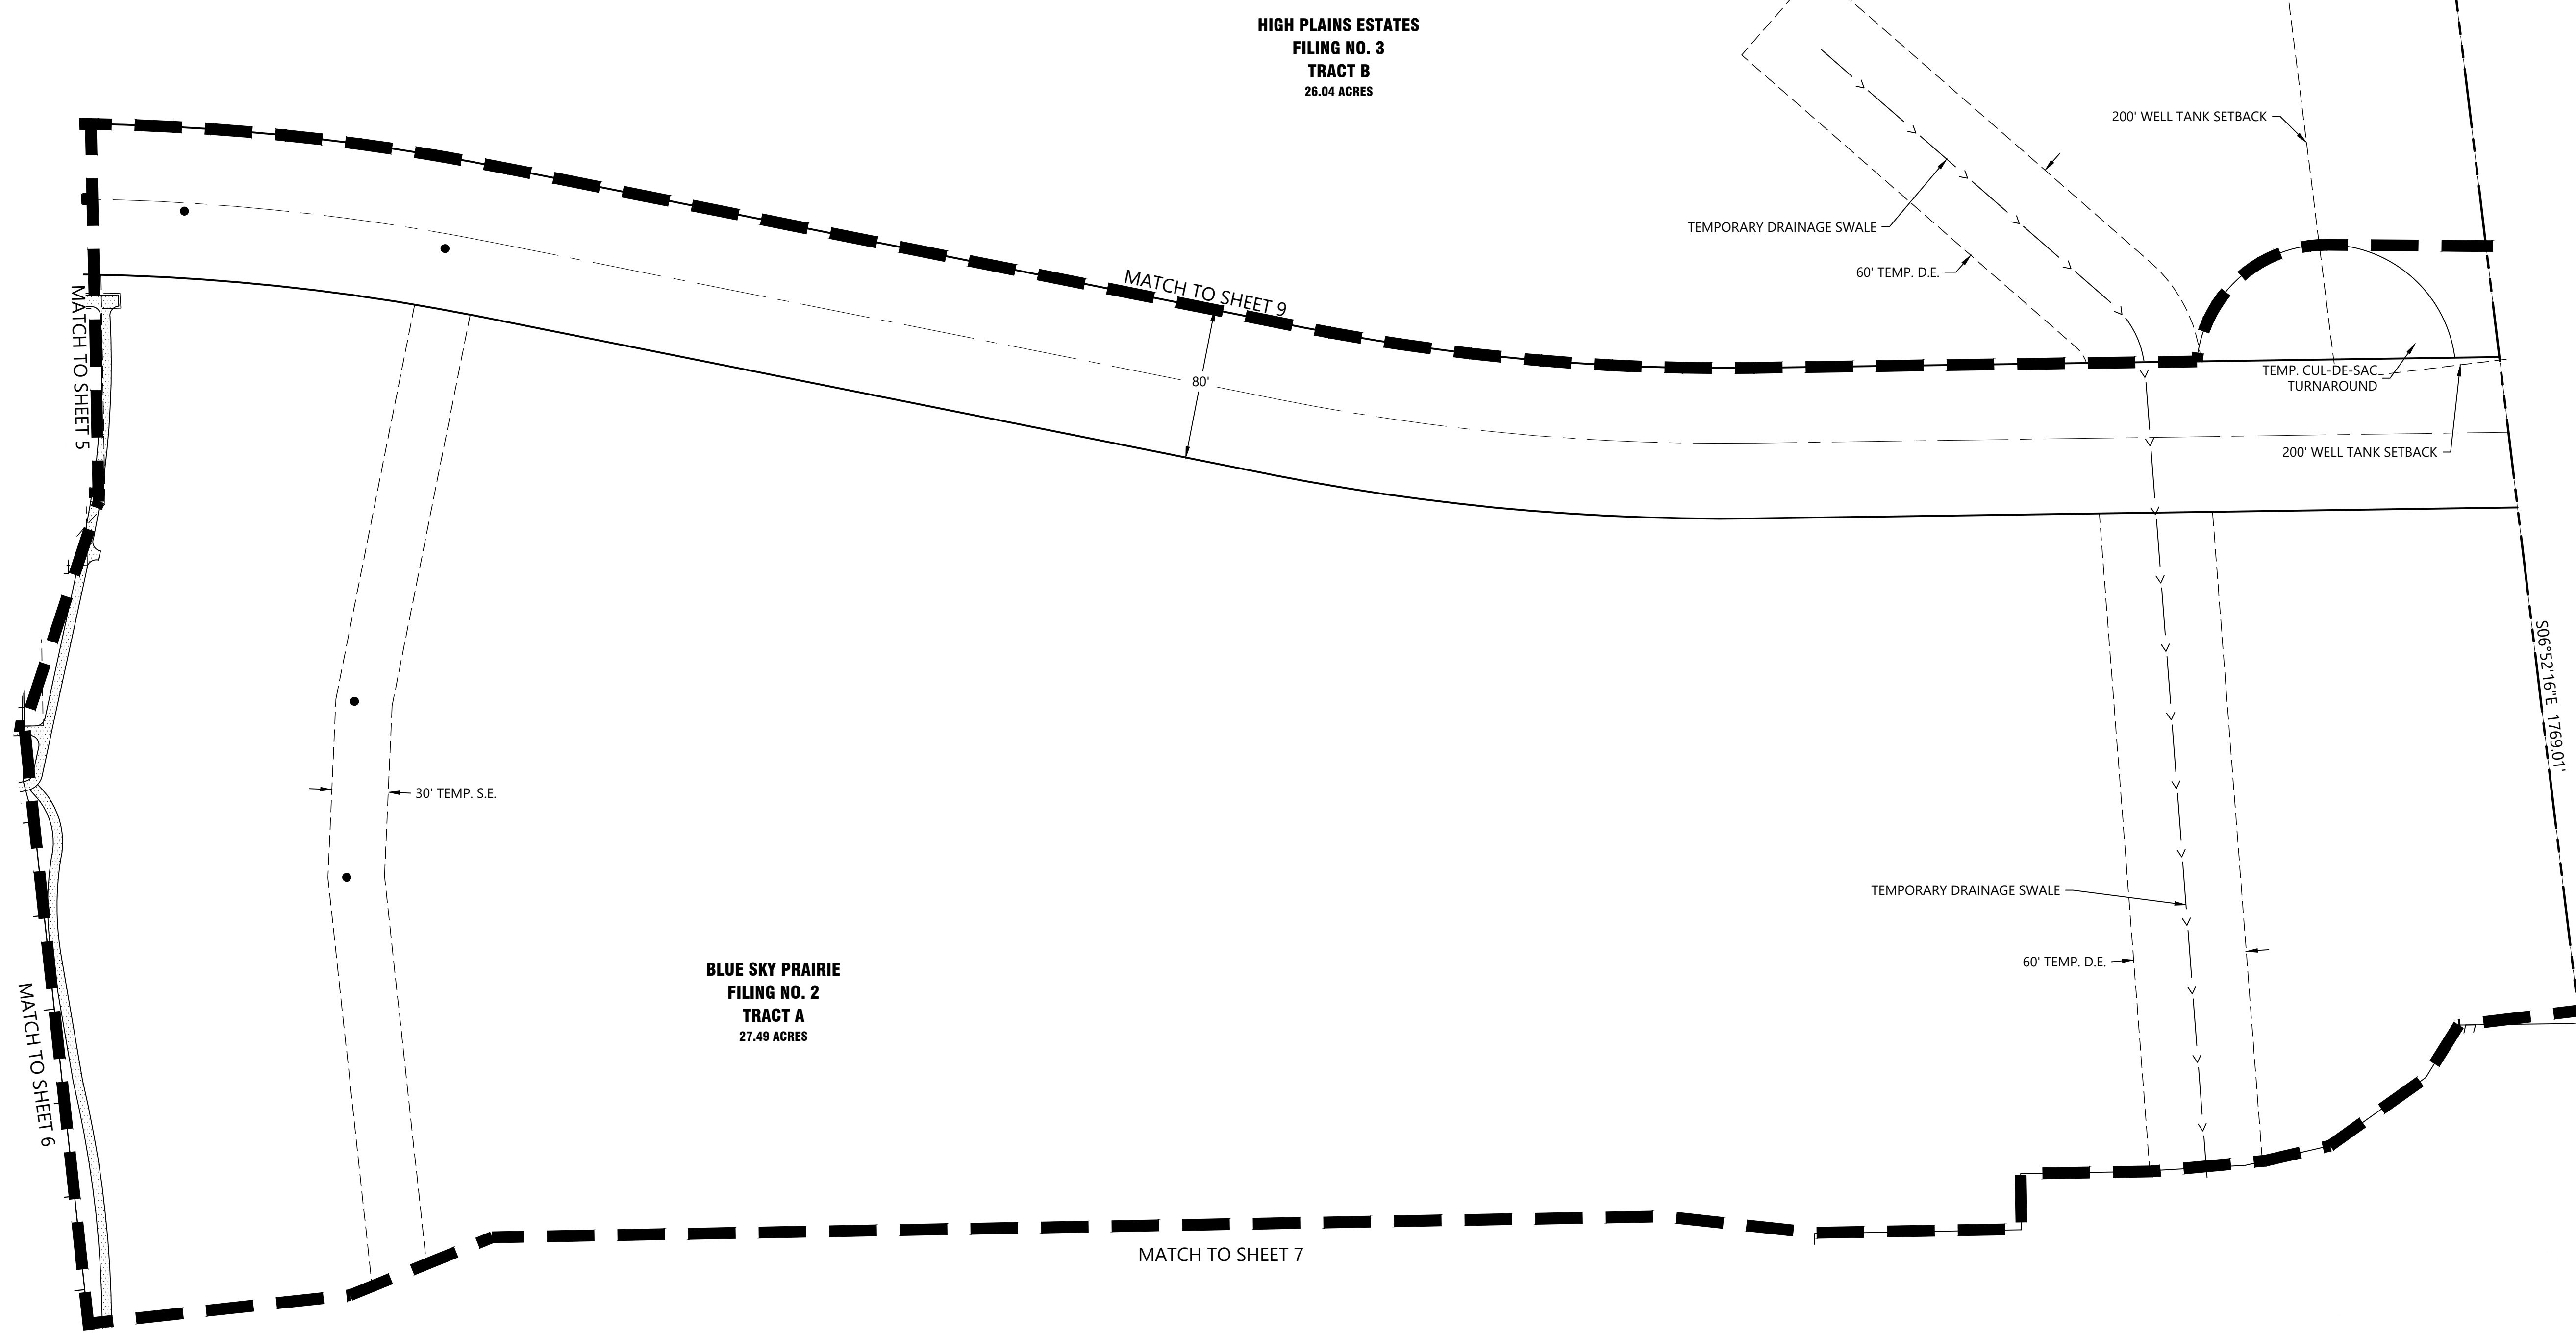 HIGH PLAINS ESTATES
FILING NO. 3
TRACT B
26.04 ACRES
200' WELL TANK SETBACK
TEMPORARY DRAINAGE SWALE
60' TEMP. D.E.
MATCH TO SHEET 9
MATCH TO SHEET 5
80'
TEMP. CUL-DE-SAC
TURNAROUND
200' WELL TANK SETBACK
S06°52'16"E 1769.01'
30' TEMP. S.E.
TEMPORARY DRAINAGE SWALE
60' TEMP. D.E.
BLUE SKY PRAIRIE
FILING NO. 2
TRACT A
27.49 ACRES
MATCH TO SHEET 6
MATCH TO SHEET 7